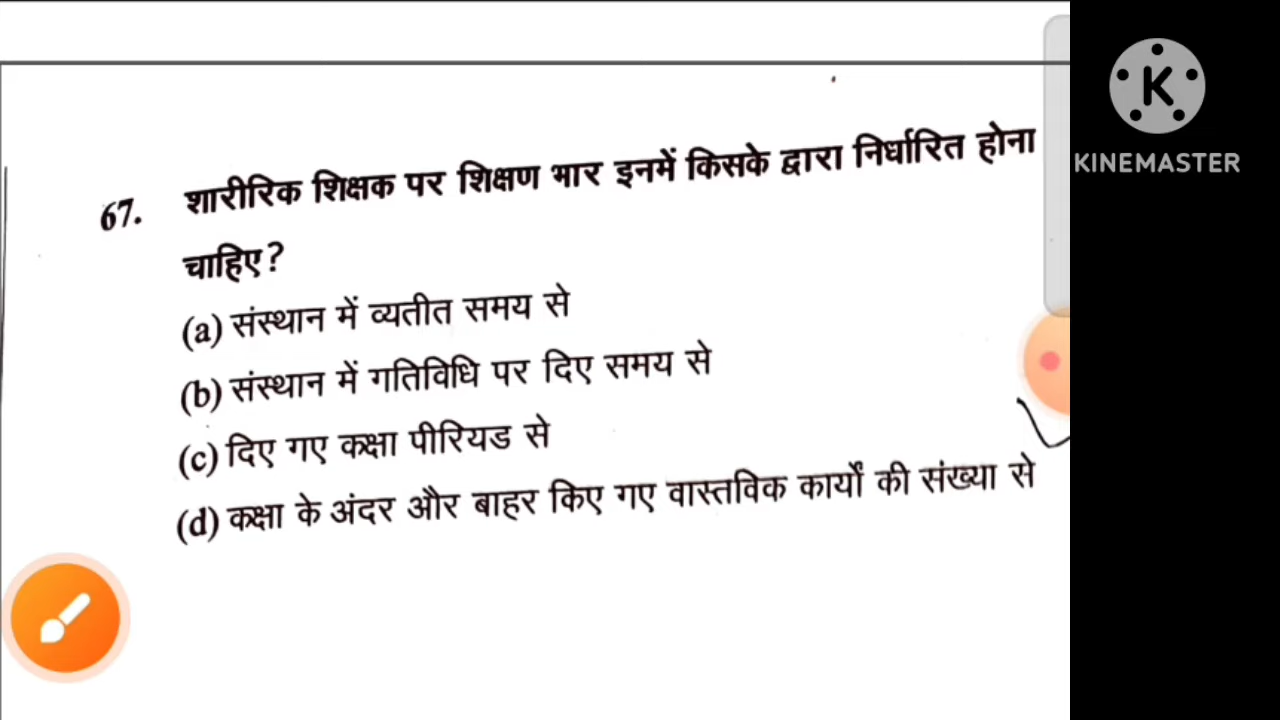 67. शारीरिक शिक्षक पर शिक्षण भार इनमें किसके द्वारा निर्धारित होना
चाहिए?
(a) संस्थान में व्यतीत समय से
(b) संस्थान में गतिविधि पर दिए समय से
(c) दिए गए कक्षा पीरियड से
(d) कक्षा के अंदर और बाहर किए गए वास्तविक कार्यों की संख्या से
K
KINEMASTER